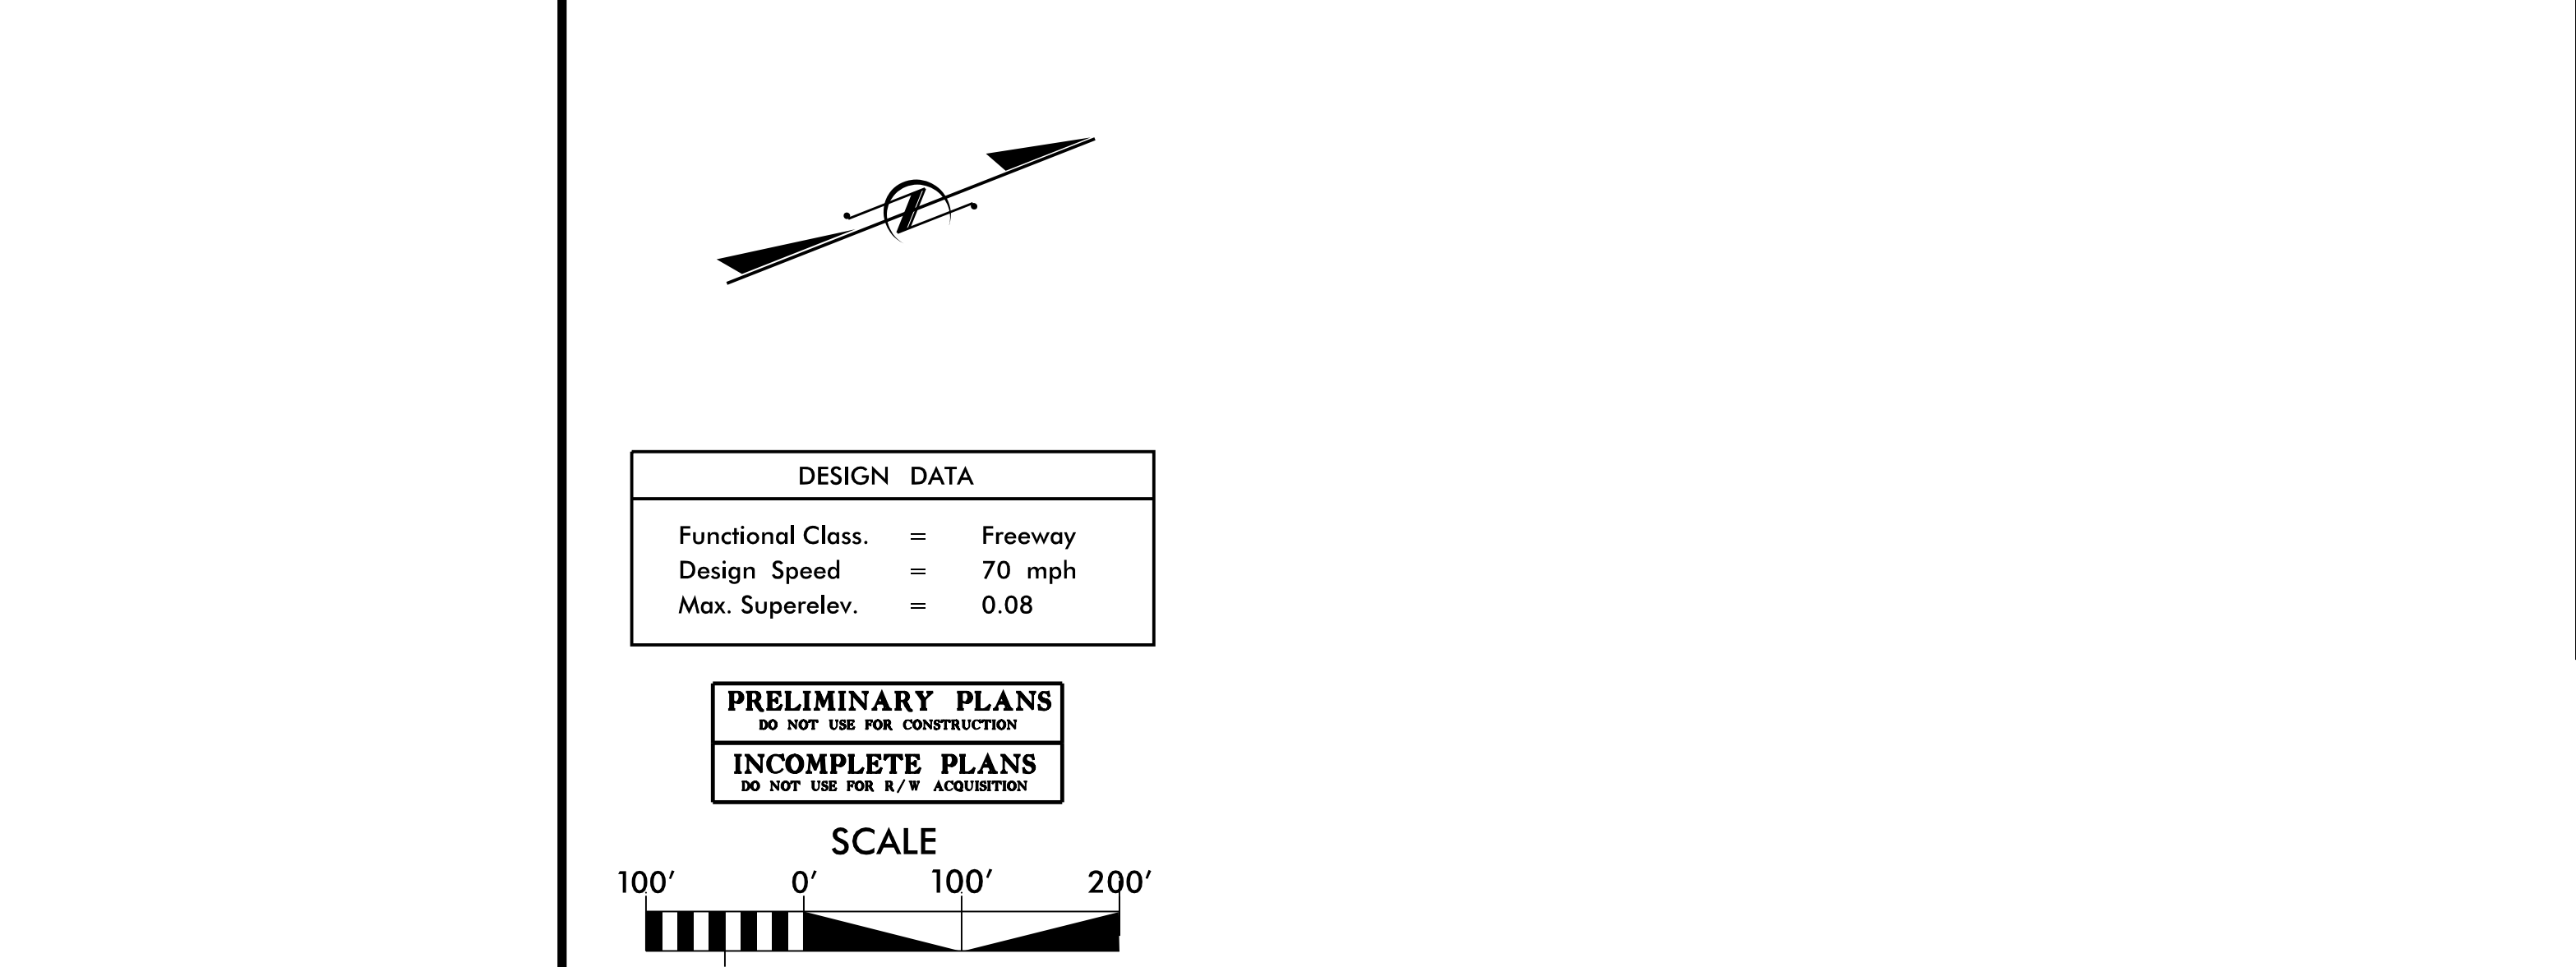 N
DESIGN DATA
Functional Class. = Freeway
Design Speed = 70 mph
Max. Superelev. = 0.08
PRELIMINARY PLANS
DO NOT USE FOR CONSTRUCTION
INCOMPLETE PLANS
DO NOT USE FOR R/W ACQUISITION
SCALE
100' 0' 100' 200'